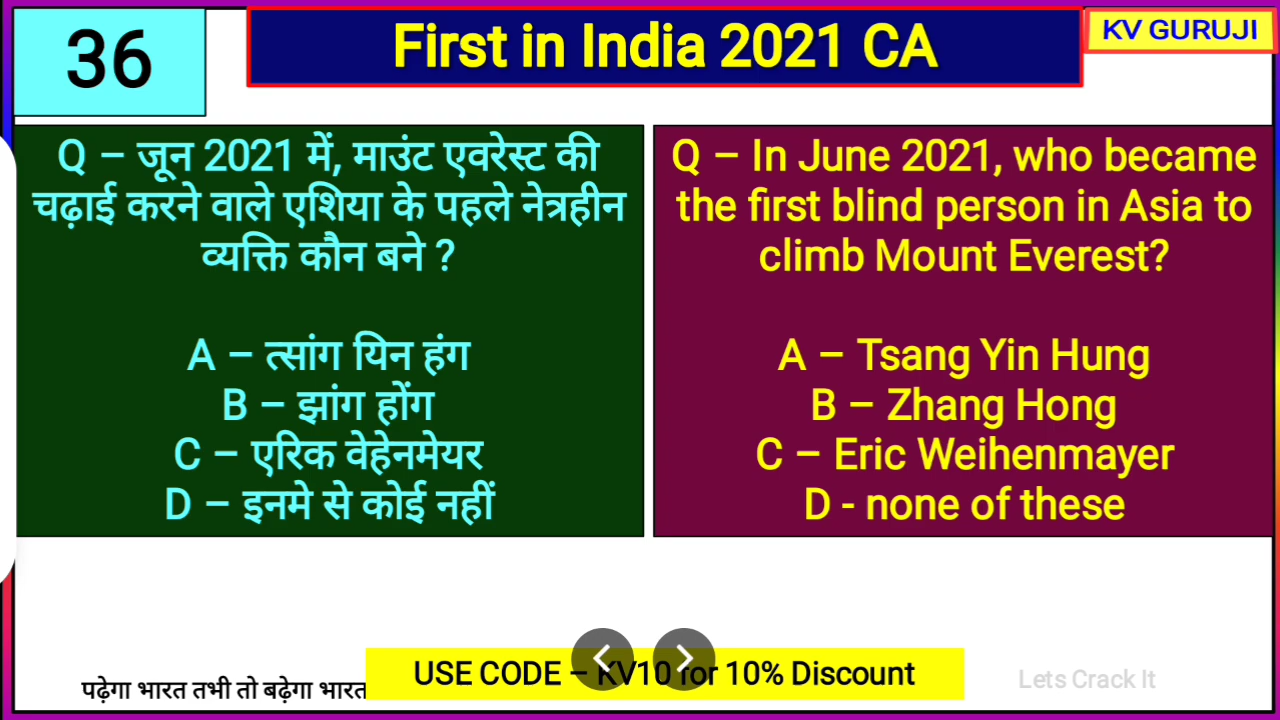 36
First in India 2021 CA
KV GURUJI
Q – जून 2021 में, माउंट एवरेस्ट की
चढ़ाई करने वाले एशिया के पहले नेत्रहीन
व्यक्ति कौन बने ?
A – त्सांग यिन हंग
B – झांग होंग
C – एरिक वेहेनमेयर
D – इनमे से कोई नहीं
Q – In June 2021, who became
the first blind person in Asia to
climb Mount Everest?
A – Tsang Yin Hung
B – Zhang Hong
C – Eric Weihenmayer
D - none of these
पढ़ेगा भारत तभी तो बढ़ेगा भारत
USE CODE – KV10 for 10% Discount
Lets Crack It